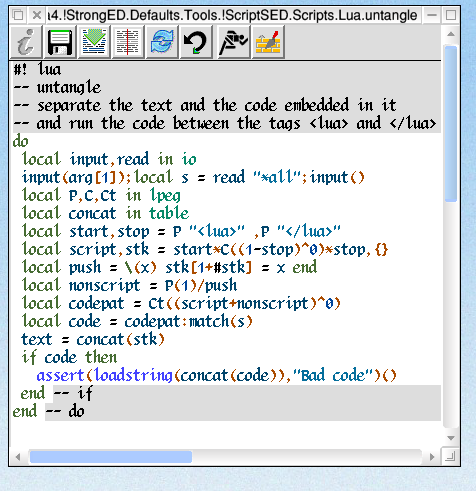 ı4.!StrongED.Defaults.Tools.!ScriptSED.Scripts.Lua.untangle
#! lua
-- untangle
-- separate the text and the code embedded in it
-- and run the code between the tags <lua> and </lua>
do
local input,read in io
input(arg[1]);local s = read "*all";input()
local P,C,Ct in lpeg
local concat in table
local start,stop = P "<lua>" ,P "</lua>"
local script,stk = start*C((1-stop)^0)*stop,{}
local push = \(x) stk[1+#stk] = x end
local nonscript = P(1)/push
local codepat = Ct((script+nonscript)^0)
local code = codepat:match(s)
text = concat(stk)
if code then
assert(loadstring(concat(code)),"Bad code")()
end -- if
end -- do